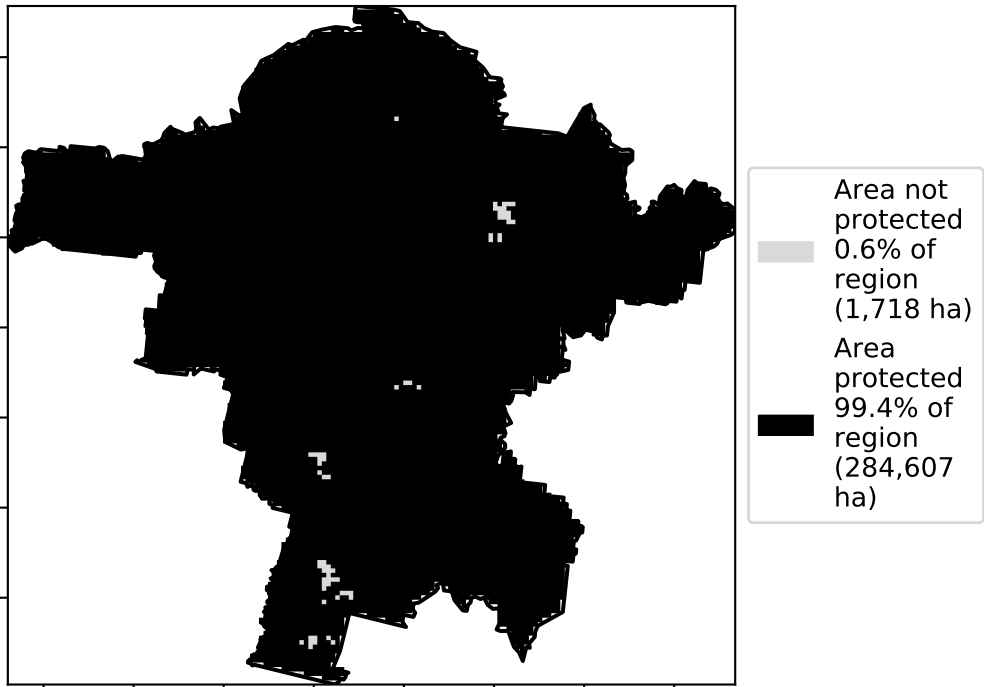 Area not
protected
0.6% of
region
(1,718 ha)
Area
protected
99.4% of
region
(284,607
ha)